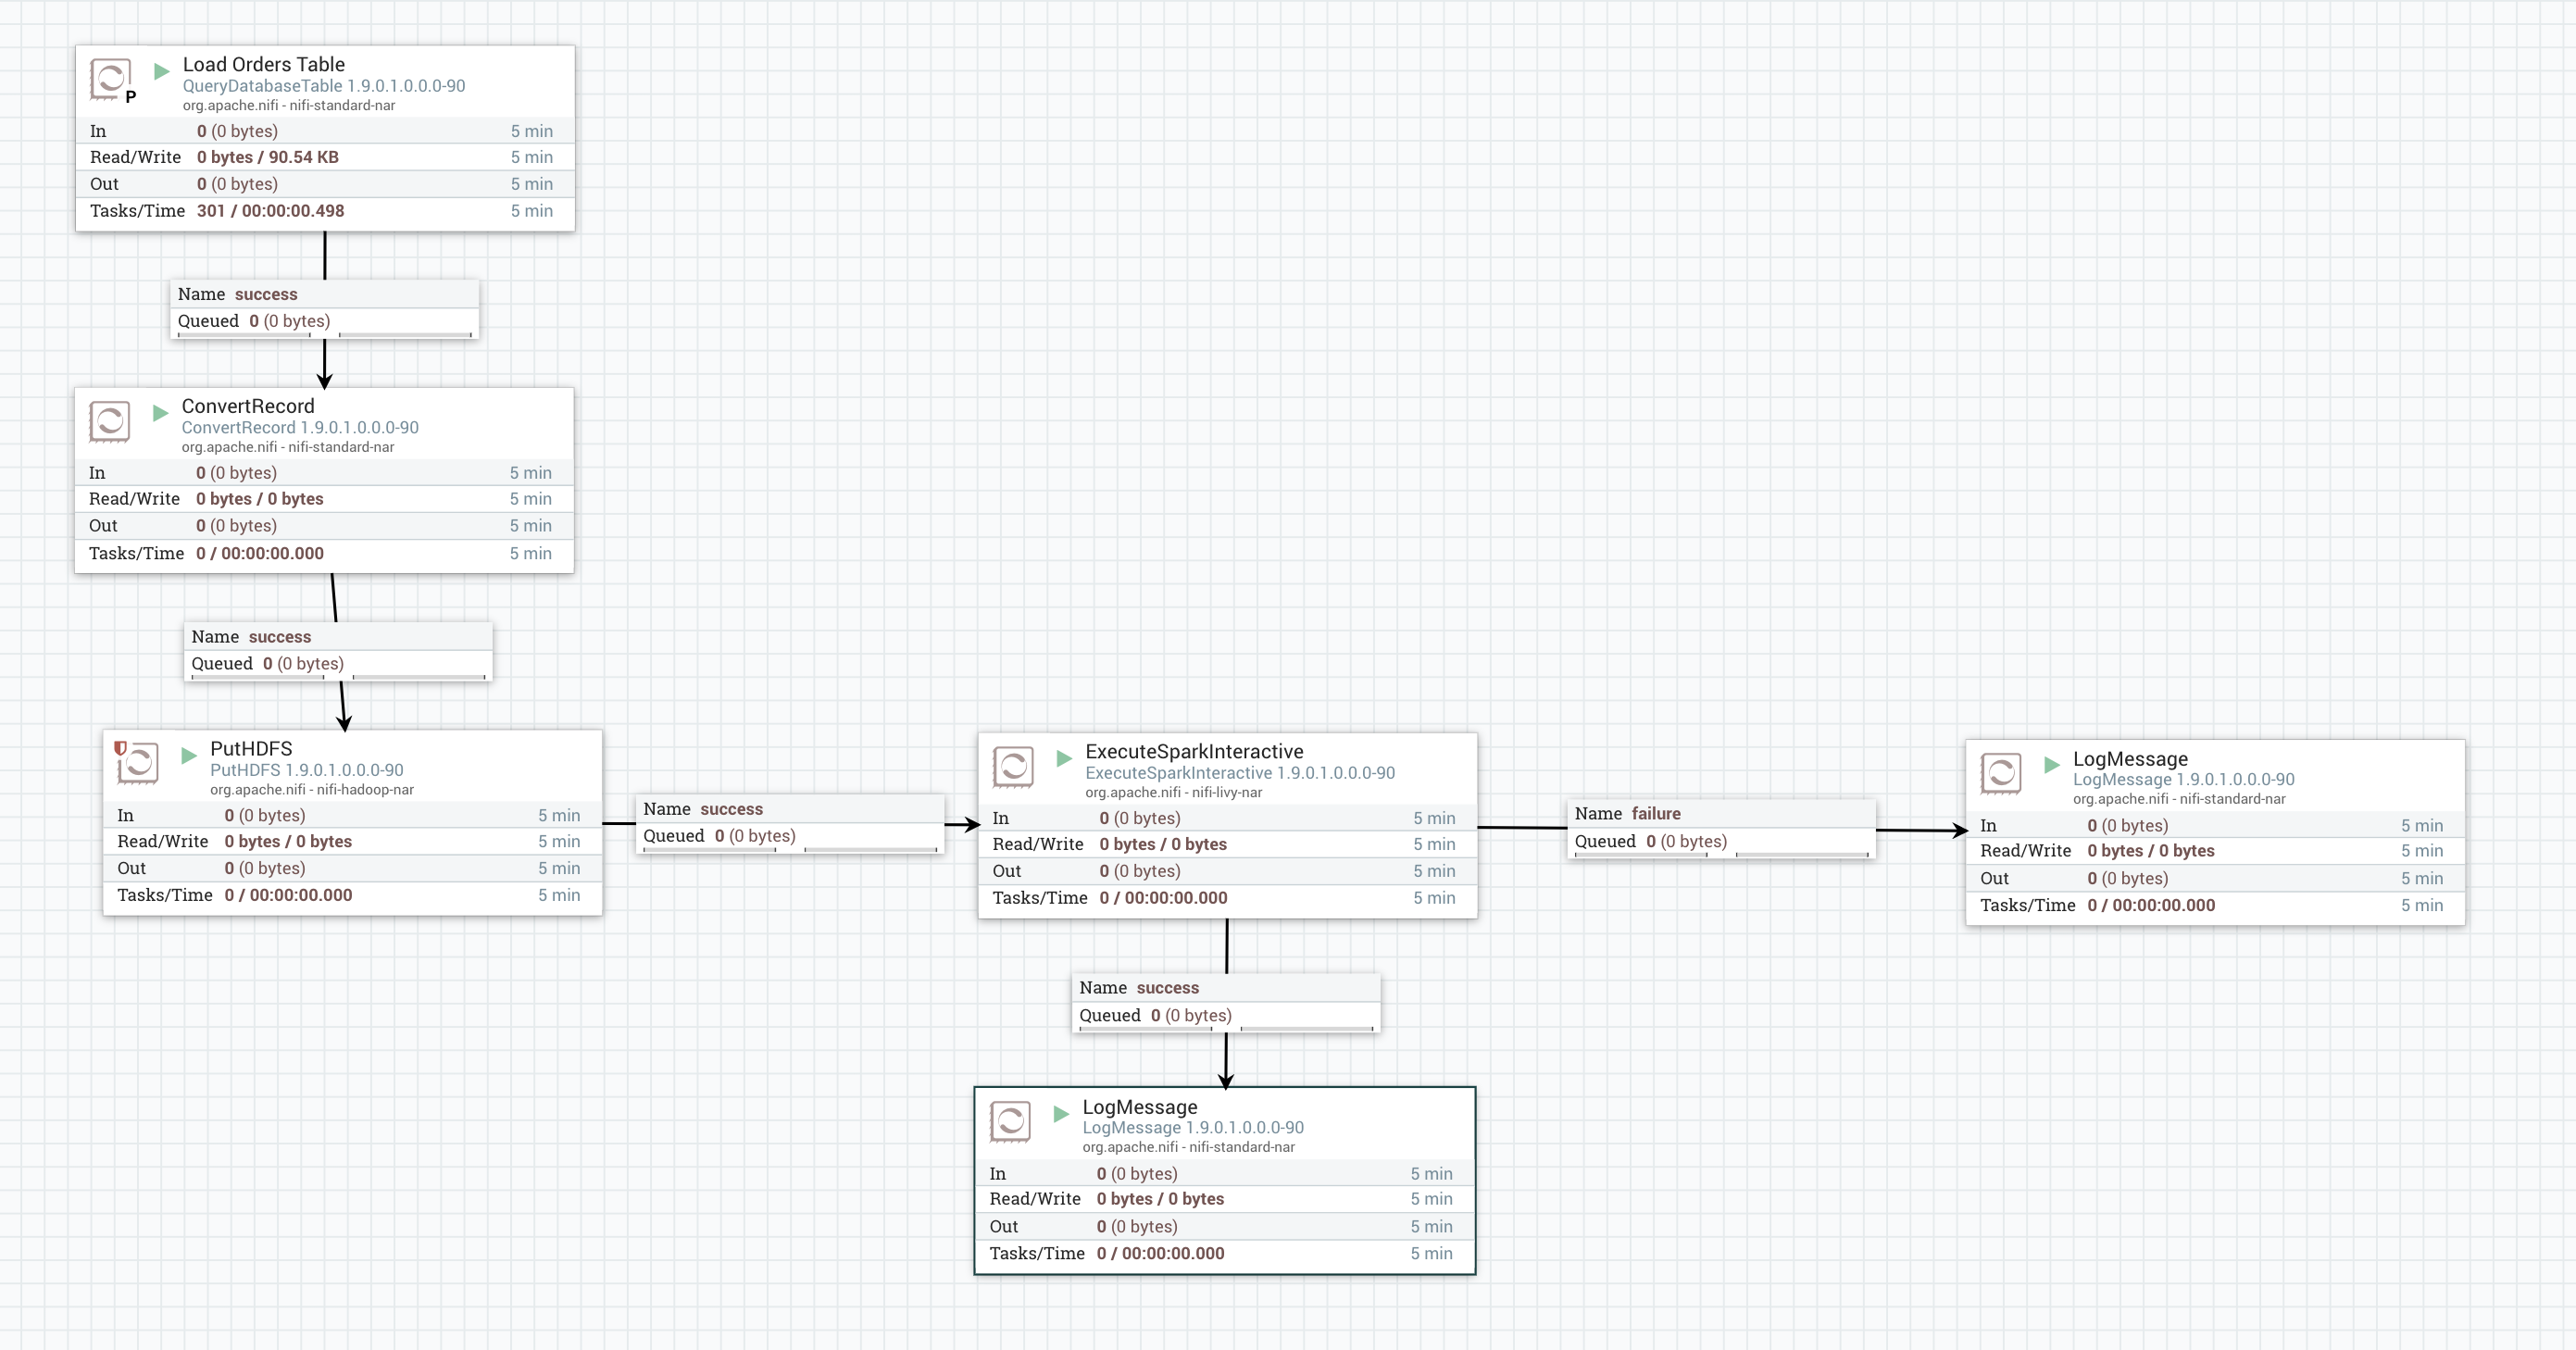 Load Orders Table
QueryDatabaseTable 1.9.0.1.0.0.0-90
org.apache.nifi - nifi-standard-nar
P
In 0 (0 bytes) 5 min
Read/Write 0 bytes / 90.54 KB 5 min
Out 0 (0 bytes) 5 min
Tasks/Time 301 / 00:00:00.498 5 min
Name success
Queued 0 (0 bytes)
ConvertRecord
ConvertRecord 1.9.0.1.0.0.0-90
org.apache.nifi - nifi-standard-nar
In 0 (0 bytes) 5 min
Read/Write 0 bytes / 0 bytes 5 min
Out 0 (0 bytes) 5 min
Tasks/Time 0 / 00:00:00.000 5 min
Name success
Queued 0 (0 bytes)
PutHDFS
PutHDFS 1.9.0.1.0.0.0-90
org.apache.nifi - nifi-hadoop-nar
In 0 (0 bytes) 5 min
Read/Write 0 bytes / 0 bytes 5 min
Out 0 (0 bytes) 5 min
Tasks/Time 0 / 00:00:00.000 5 min
Name success
Queued 0 (0 bytes)
ExecuteSparkInteractive
ExecuteSparkInteractive 1.9.0.1.0.0.0-90
org.apache.nifi - nifi-livy-nar
In 0 (0 bytes) 5 min
Read/Write 0 bytes / 0 bytes 5 min
Out 0 (0 bytes) 5 min
Tasks/Time 0 / 00:00:00.000 5 min
Name failure
Queued 0 (0 bytes)
LogMessage
LogMessage 1.9.0.1.0.0.0-90
org.apache.nifi - nifi-standard-nar
In 0 (0 bytes) 5 min
Read/Write 0 bytes / 0 bytes 5 min
Out 0 (0 bytes) 5 min
Tasks/Time 0 / 00:00:00.000 5 min
Name success
Queued 0 (0 bytes)
LogMessage
LogMessage 1.9.0.1.0.0.0-90
org.apache.nifi - nifi-standard-nar
In 0 (0 bytes) 5 min
Read/Write 0 bytes / 0 bytes 5 min
Out 0 (0 bytes) 5 min
Tasks/Time 0 / 00:00:00.000 5 min